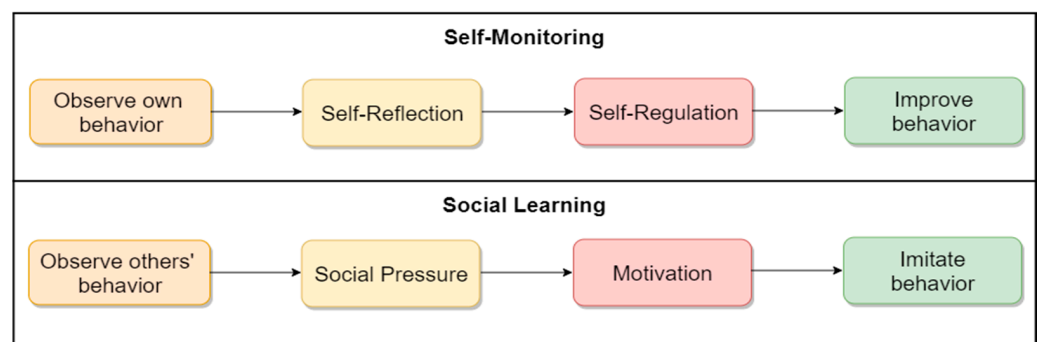 Self-Monitoring
Observe own
behavior
Self-Reflection
Self-Regulation
Improve
behavior
Social Learning
Observe others'
behavior
Social Pressure
Motivation
Imitate
behavior